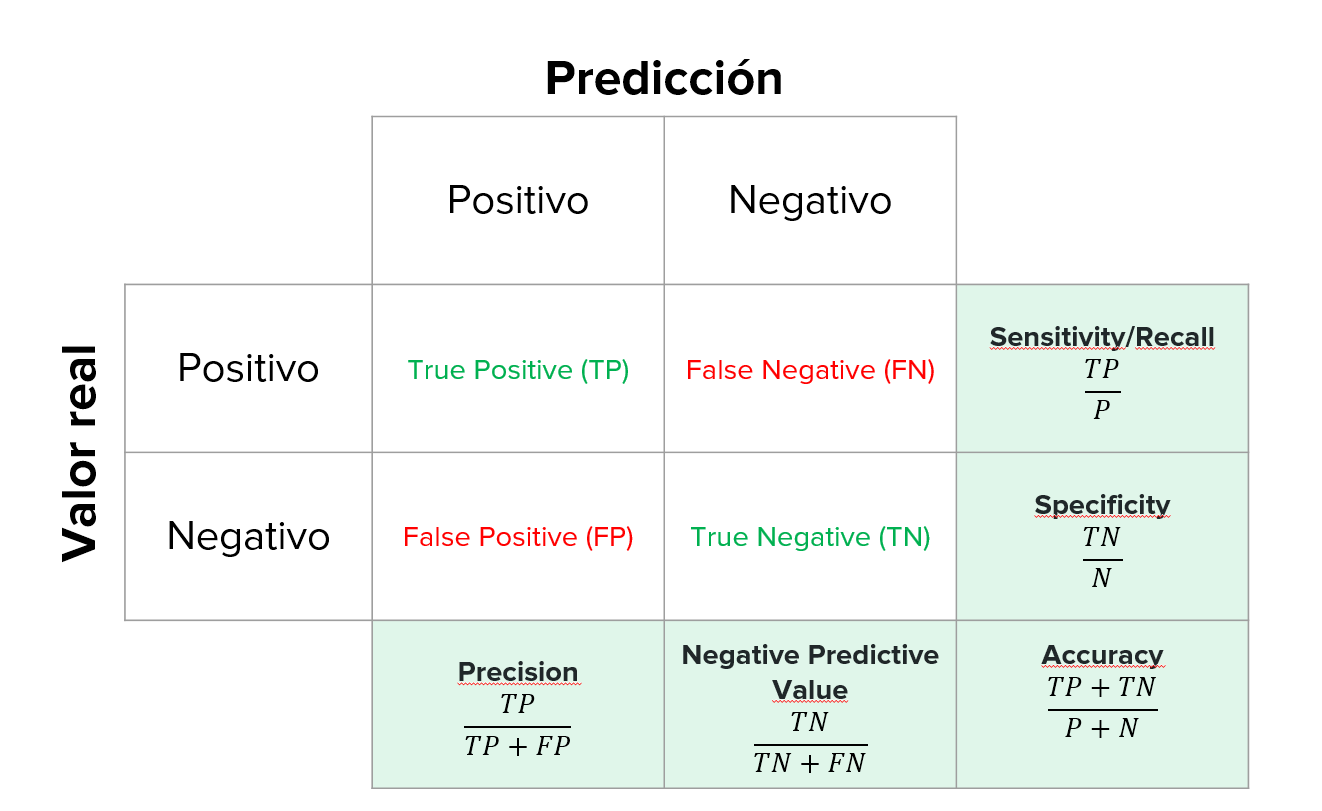 Predicción
Positivo
Negativo
Valor real
Positivo
True Positive (TP)
False Negative (FN)
Sensitivity/Recall
TP
P
Negativo
False Positive (FP)
True Negative (TN)
Specificity
TN
N
Precision
TP
TP + FP
Negative Predictive
Value
TN
TN + FN
Accuracy
TP + TN
P + N